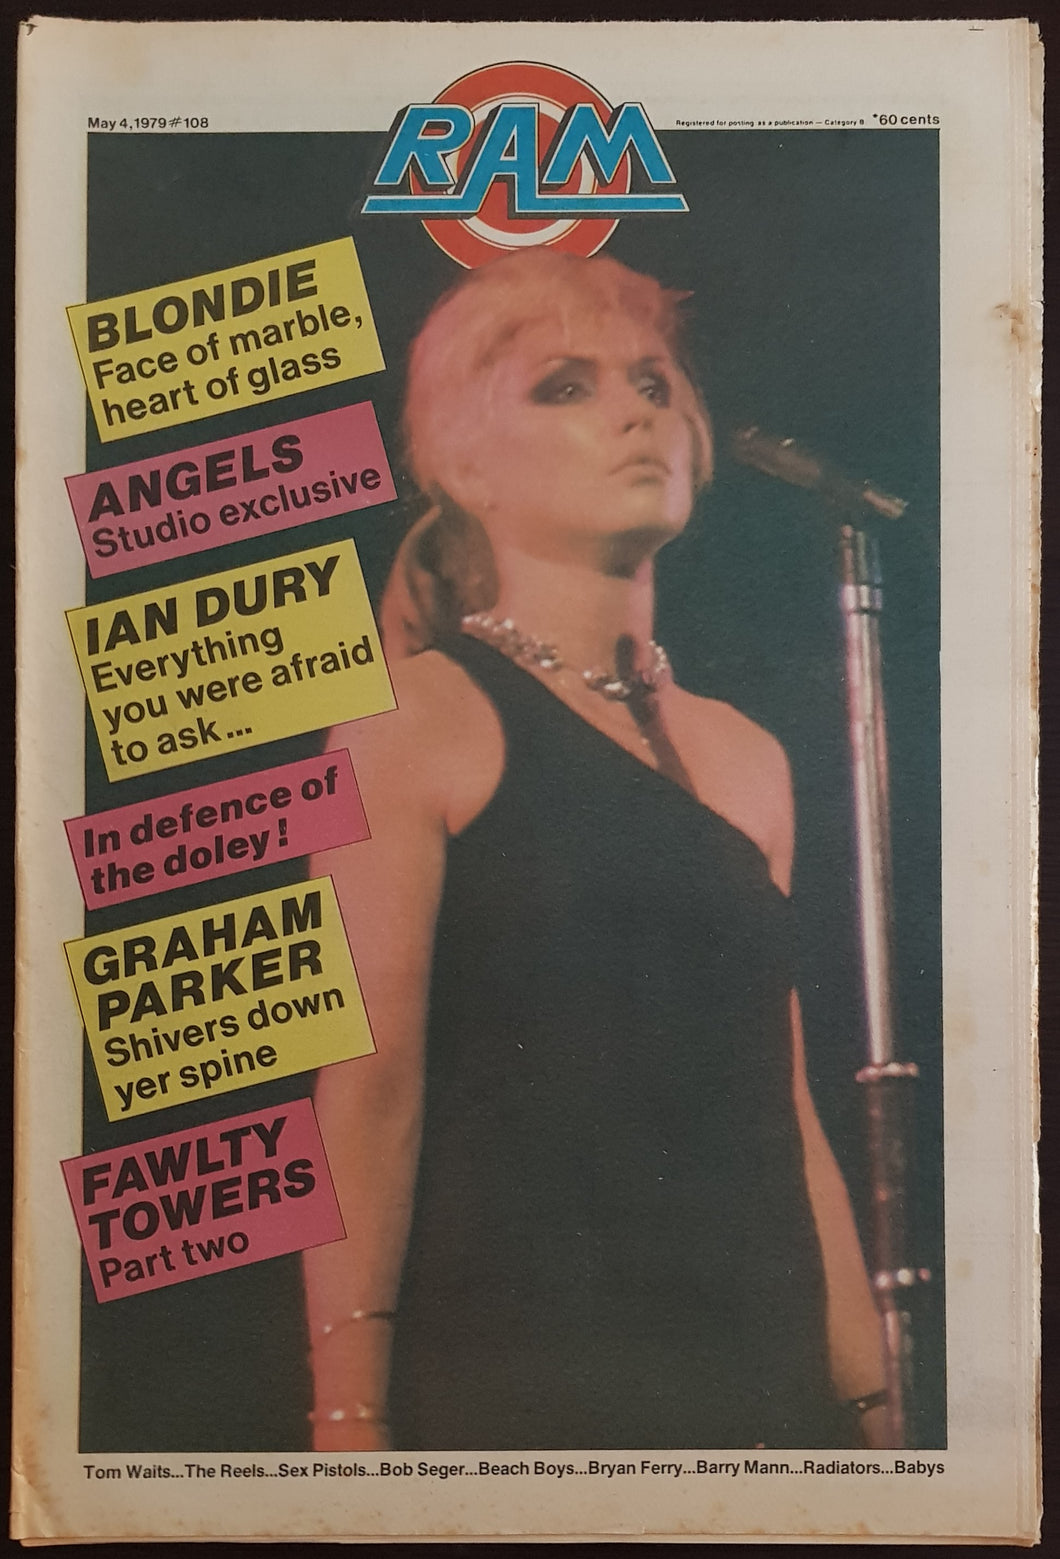 May 4, 1979 #108
RAM
Registered for posting as a publication — Category B *60 cents
BLONDIE
Face of marble,
heart of glass
ANGELS
Studio exclusive
IAN DURY
Everything
you were afraid
to ask...
In defence of
the doley!
GRAHAM
PARKER
Shivers down
yer spine
FAWLTY
TOWERS
Part two
Tom Waits...The Reels...Sex Pistols...Bob Seger...Beach Boys...Bryan Ferry...Barry Mann...Radiators...Babys